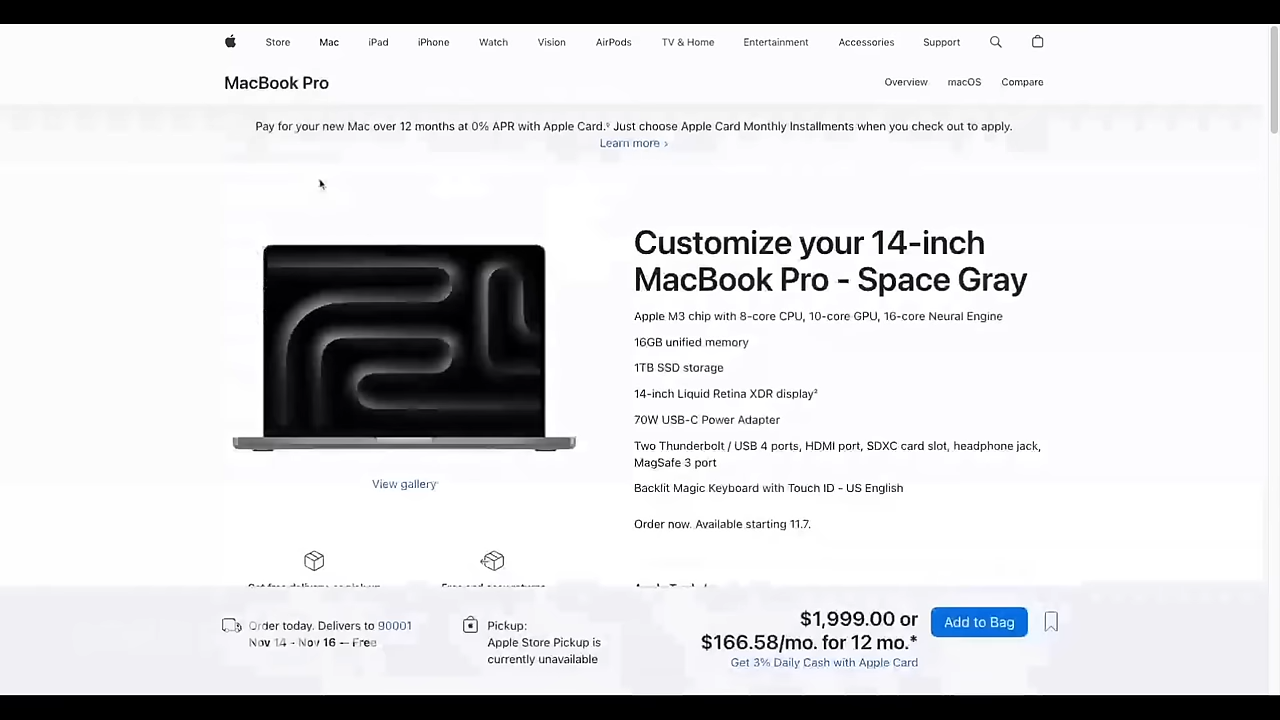 Store Mac iPad iPhone Watch Vision AirPods TV & Home Entertainment Accessories Support
MacBook Pro
Overview macOS Compare
Pay for your new Mac over 12 months at 0% APR with Apple Card.◊ Just choose Apple Card Monthly Installments when you check out to apply.
Learn more ›
Customize your 14-inch
MacBook Pro - Space Gray
Apple M3 chip with 8-core CPU, 10-core GPU, 16-core Neural Engine
16GB unified memory
1TB SSD storage
14-inch Liquid Retina XDR display²
70W USB-C Power Adapter
Two Thunderbolt / USB 4 ports, HDMI port, SDXC card slot, headphone jack,
MagSafe 3 port
Backlit Magic Keyboard with Touch ID - US English
View gallery
Order now. Available starting 11.7.
Order today. Delivers to 90001
Nov 14 - Nov 16 — Free
Pickup:
Apple Store Pickup is
currently unavailable
$1,999.00 or
$166.58/mo. for 12 mo.*
Get 3% Daily Cash with Apple Card
Add to Bag